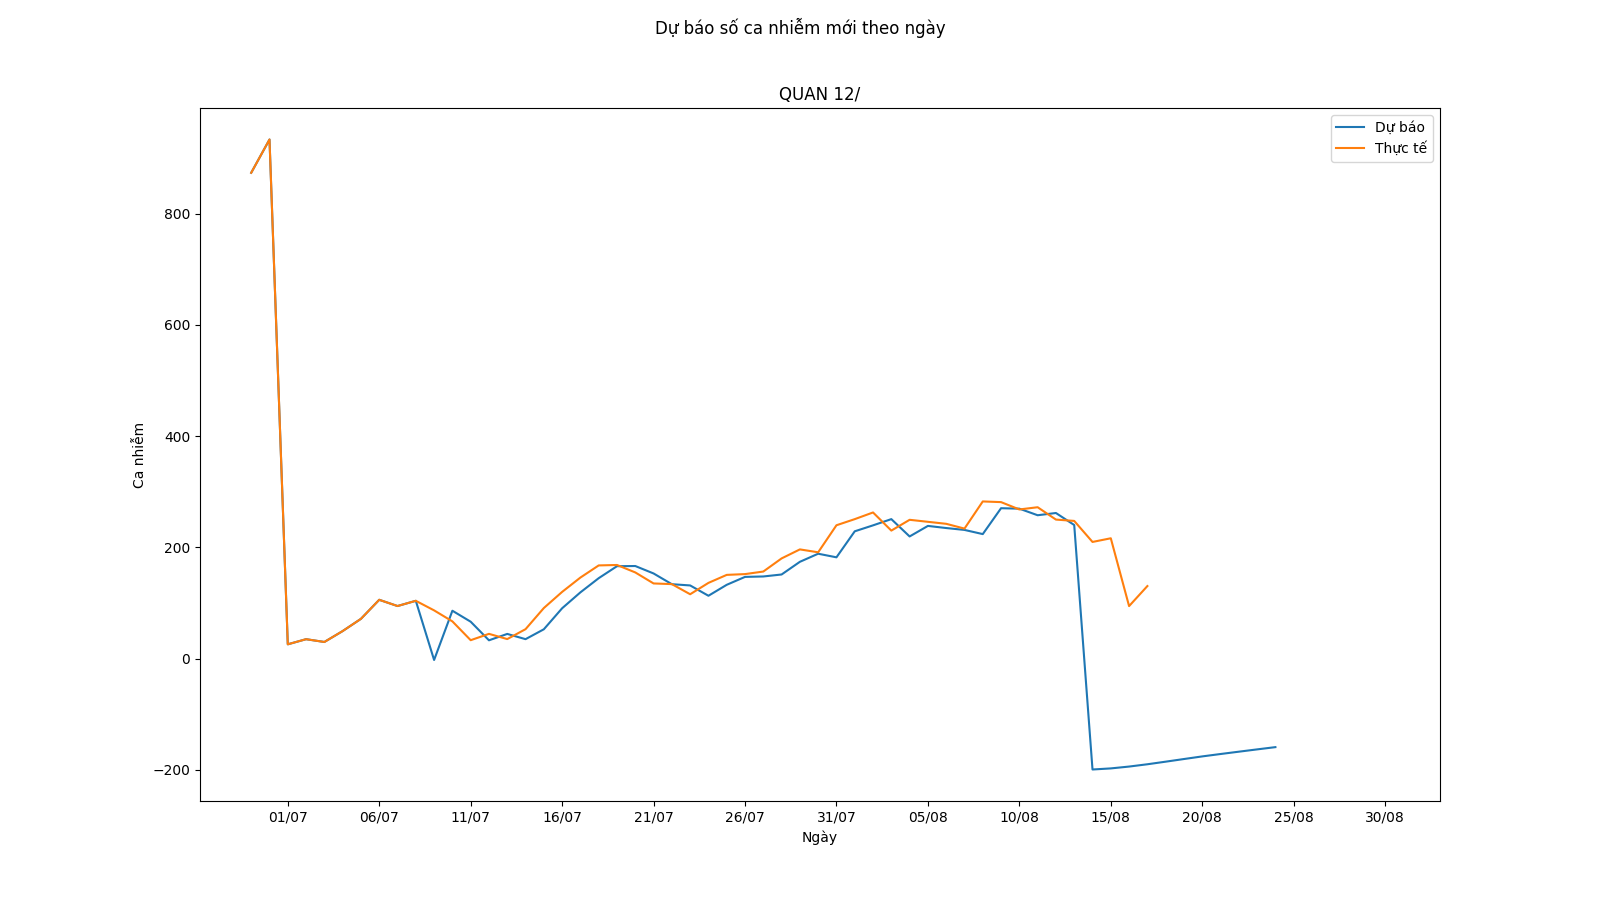 Dự báo số ca nhiễm mới theo ngày
QUAN 12/
Dự báo
Thực tế
Ca nhiễm
800
600
400
200
0
−200
01/07 06/07 11/07 16/07 21/07 26/07 31/07 05/08 10/08 15/08 20/08 25/08 30/08
Ngày